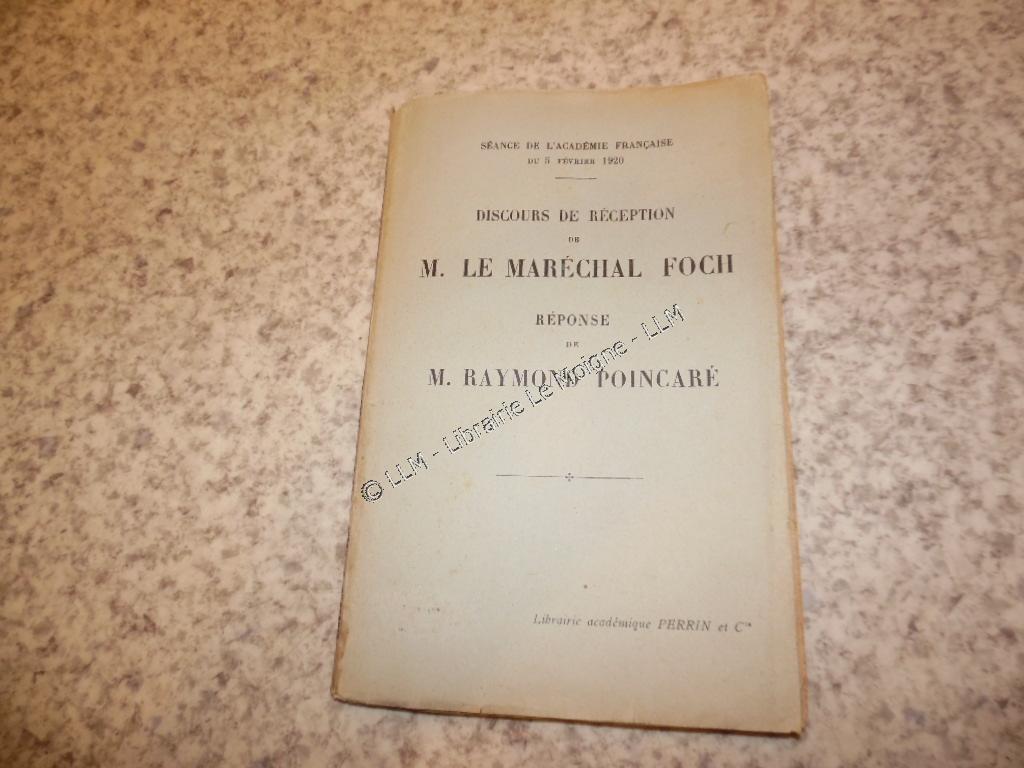 SÉANCE DE L'ACADÉMIE FRANÇAISE
DU 5 FÉVRIER 1920
DISCOURS DE RÉCEPTION
DE
M. LE MARÉCHAL FOCH
RÉPONSE
DE
M. RAYMOND POINCARÉ
© LLM - Librairie Le Moigne - LLM
Librairie académique PERRIN et Cie